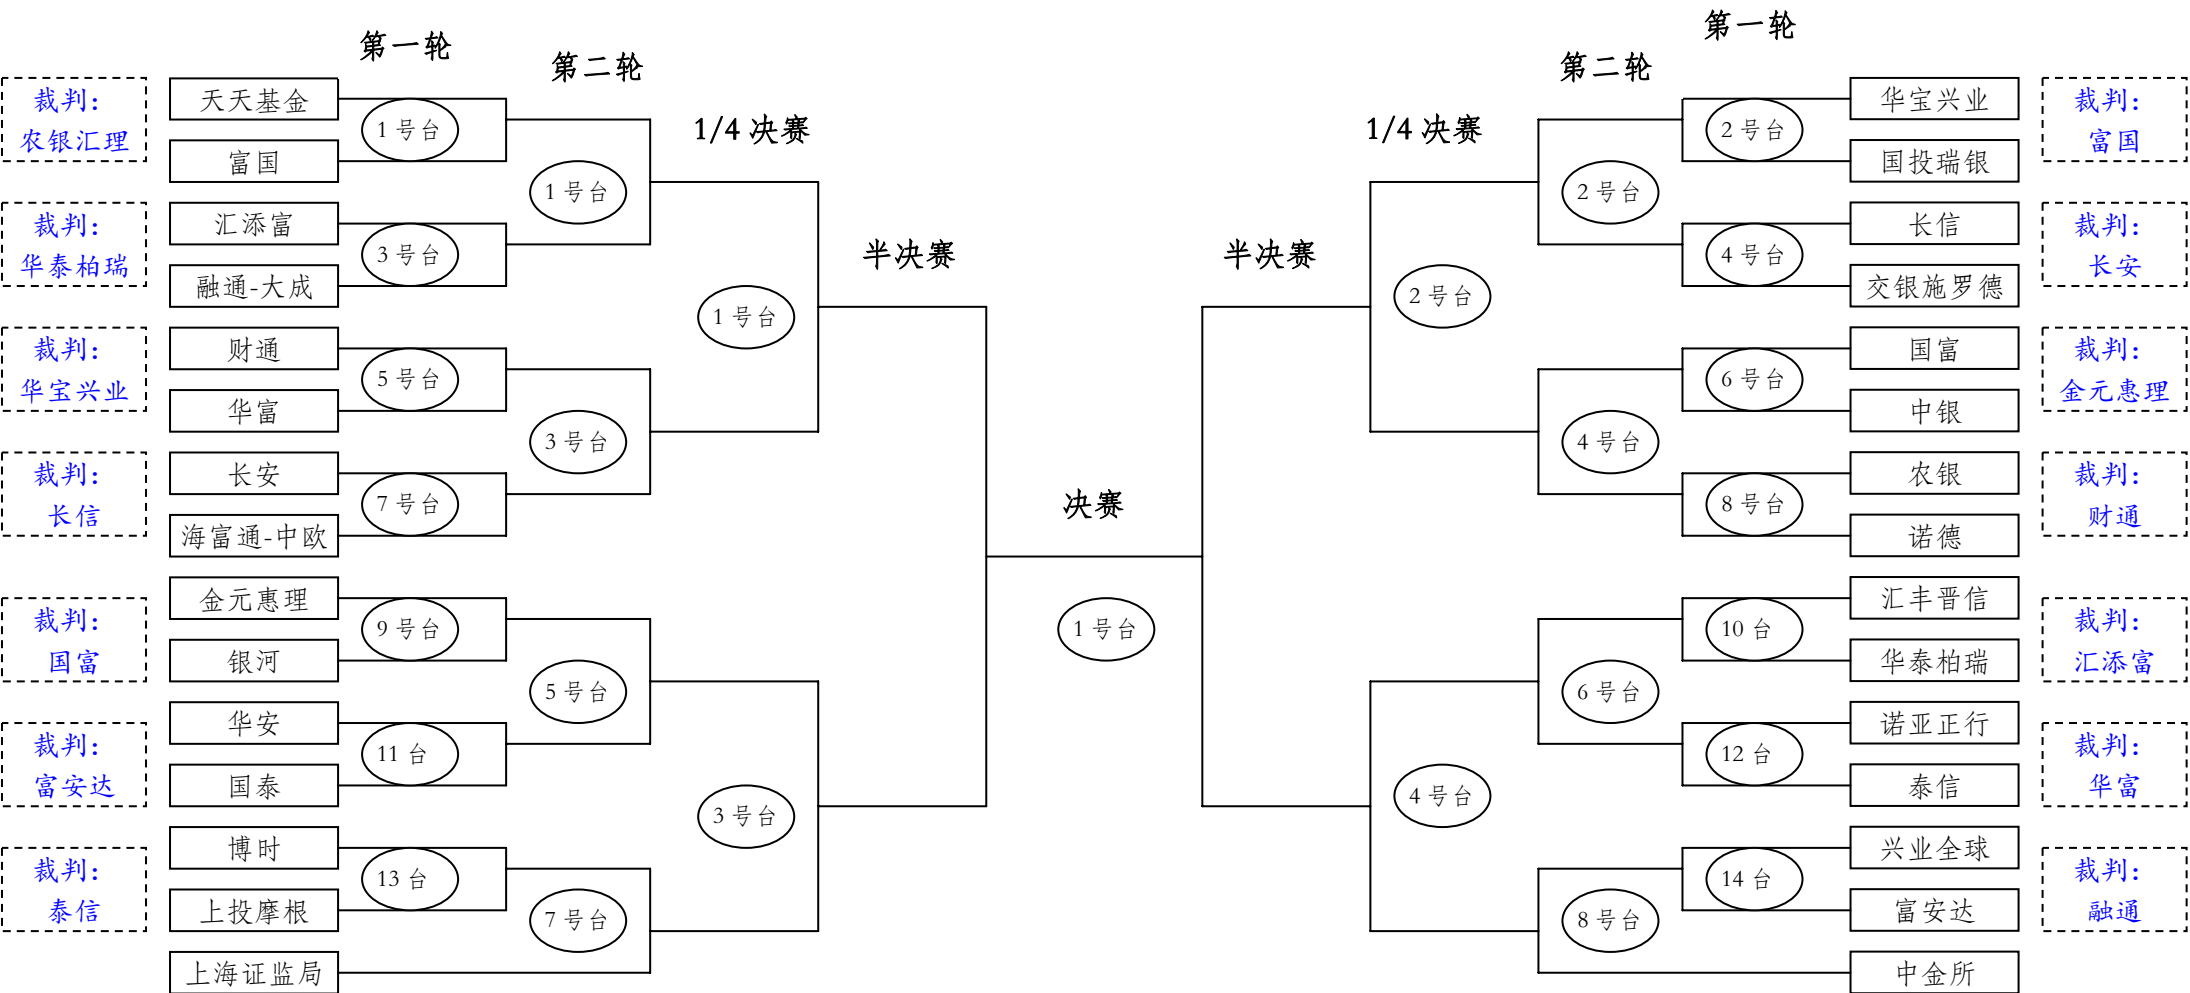 第一轮
第二轮
1/4 决赛
半决赛
决赛
半决赛
1/4 决赛
第二轮
第一轮
裁判：
农银汇理
天天基金
1 号台
富国
裁判：
华泰柏瑞
汇添富
3 号台
融通-大成
裁判：
华宝兴业
财通
5 号台
华富
裁判：
长信
长安
7 号台
海富通-中欧
裁判：
国富
金元惠理
9 号台
银河
裁判：
富安达
华安
11 台
国泰
裁判：
泰信
博时
13 台
上投摩根
上海证监局
1 号台
3 号台
5 号台
7 号台
1 号台
3 号台
1 号台
2 号台
4 号台
2 号台
4 号台
6 号台
8 号台
华宝兴业
2 号台
国投瑞银
裁判：
富国
长信
4 号台
交银施罗德
裁判：
长安
国富
6 号台
中银
裁判：
金元惠理
农银
8 号台
诺德
裁判：
财通
汇丰晋信
10 台
华泰柏瑞
裁判：
汇添富
诺亚正行
12 台
泰信
裁判：
华富
兴业全球
14 台
富安达
裁判：
融通
中金所